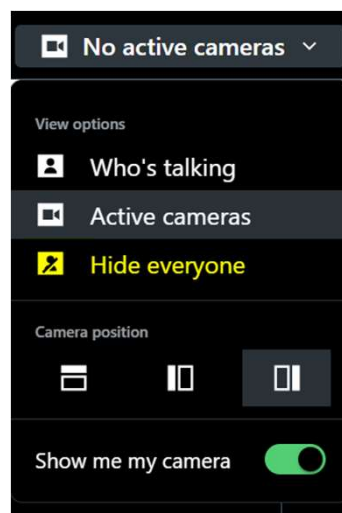 No active cameras
View options
Who's talking
Active cameras
Hide everyone
Camera position
Show me my camera